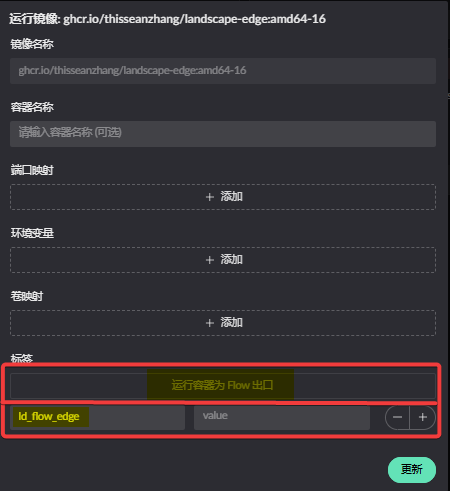 运行镜像: ghcr.io/thisseanzhang/landscape-edge:amd64-16
镜像名称
ghcr.io/thisseanzhang/landscape-edge:amd64-16
容器名称
请输入容器名称 (可选)
端口映射
+ 添加
环境变量
+ 添加
卷映射
+ 添加
标签
运行容器为 Flow 出口
ld_flow_edge value − +
更新